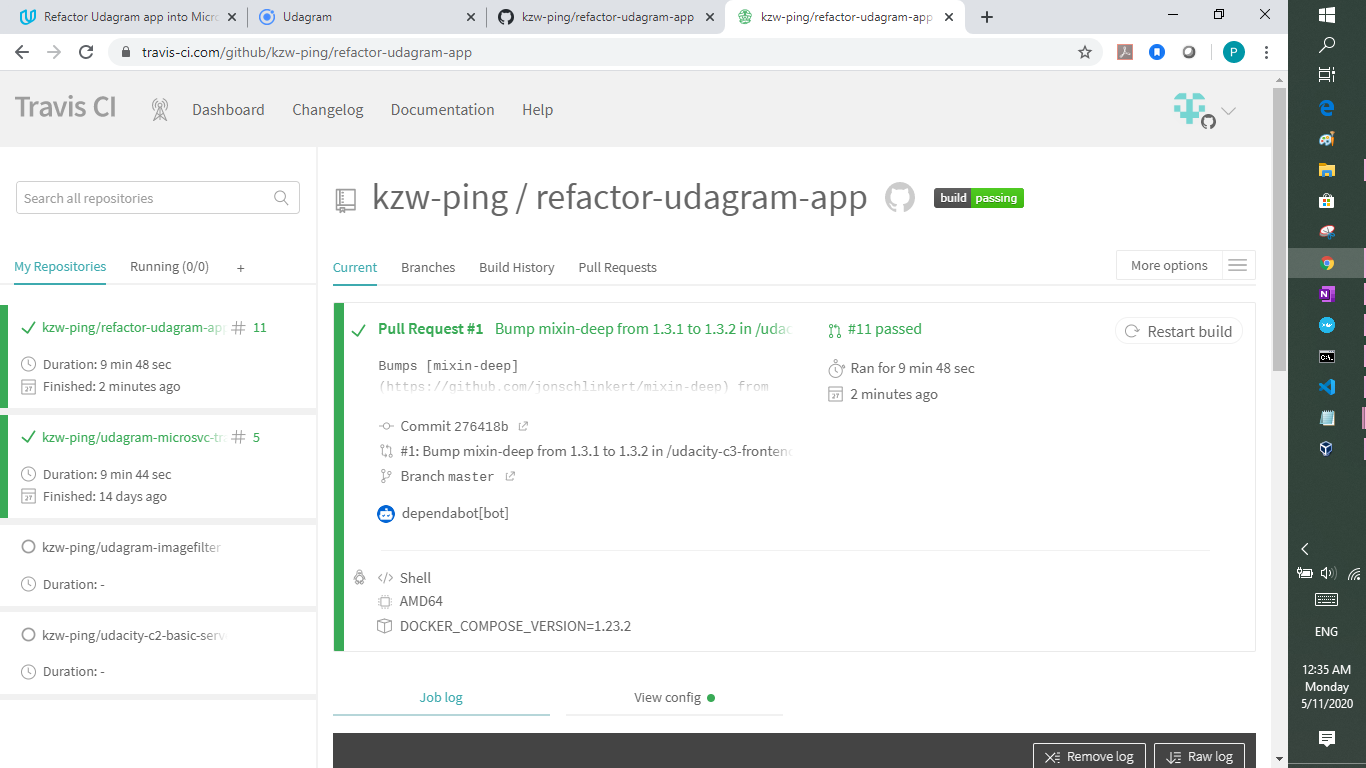 Refactor Udagram app into Micro
Udagram
kzw-ping/refactor-udagram-app
kzw-ping/refactor-udagram-app
travis-ci.com/github/kzw-ping/refactor-udagram-app
P
Travis CI
Dashboard
Changelog
Documentation
Help
Search all repositories
My Repositories
Running (0/0)
+
kzw-ping/refactor-udagram-app
# 11
Duration: 9 min 48 sec
Finished: 2 minutes ago
kzw-ping/udagram-microsvc-tra
# 5
Duration: 9 min 44 sec
Finished: 14 days ago
kzw-ping/udagram-imagefilter
Duration: -
kzw-ping/udacity-c2-basic-serve
Duration: -
kzw-ping / refactor-udagram-app
build passing
Current
Branches
Build History
Pull Requests
More options
Pull Request #1 Bump mixin-deep from 1.3.1 to 1.3.2 in /udac
Bumps [mixin-deep]
(https://github.com/jonschlinkert/mixin-deep) from
Commit 276418b
#1: Bump mixin-deep from 1.3.1 to 1.3.2 in /udacity-c3-frontend
Branch master
dependabot[bot]
#11 passed
Ran for 9 min 48 sec
2 minutes ago
Restart build
Shell
AMD64
DOCKER_COMPOSE_VERSION=1.23.2
Job log
View config
Remove log
Raw log
ENG
12:35 AM
Monday
5/11/2020